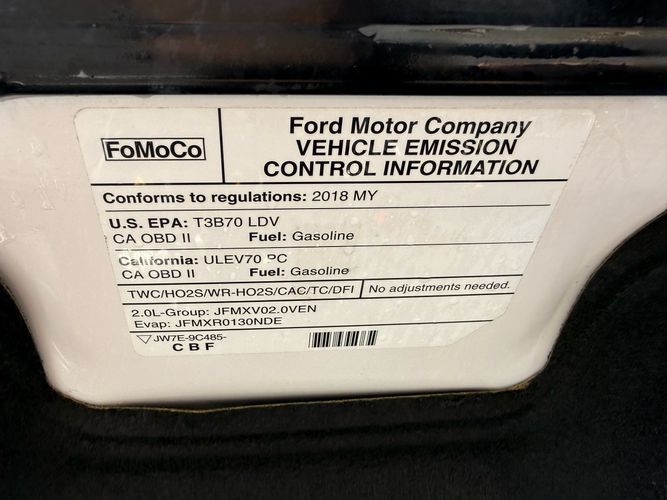 FoMoCo
Ford Motor Company
VEHICLE EMISSION
CONTROL INFORMATION
Conforms to regulations: 2018 MY
U.S. EPA: T3B70 LDV
CA OBD II Fuel: Gasoline
California: ULEV70 PC
CA OBD II Fuel: Gasoline
TWC/HO2S/WR-HO2S/CAC/TC/DFI No adjustments needed.
2.0L-Group: JFMXV02.0VEN
Evap: JFMXR0130NDE
JW7E-9C485-
C B F